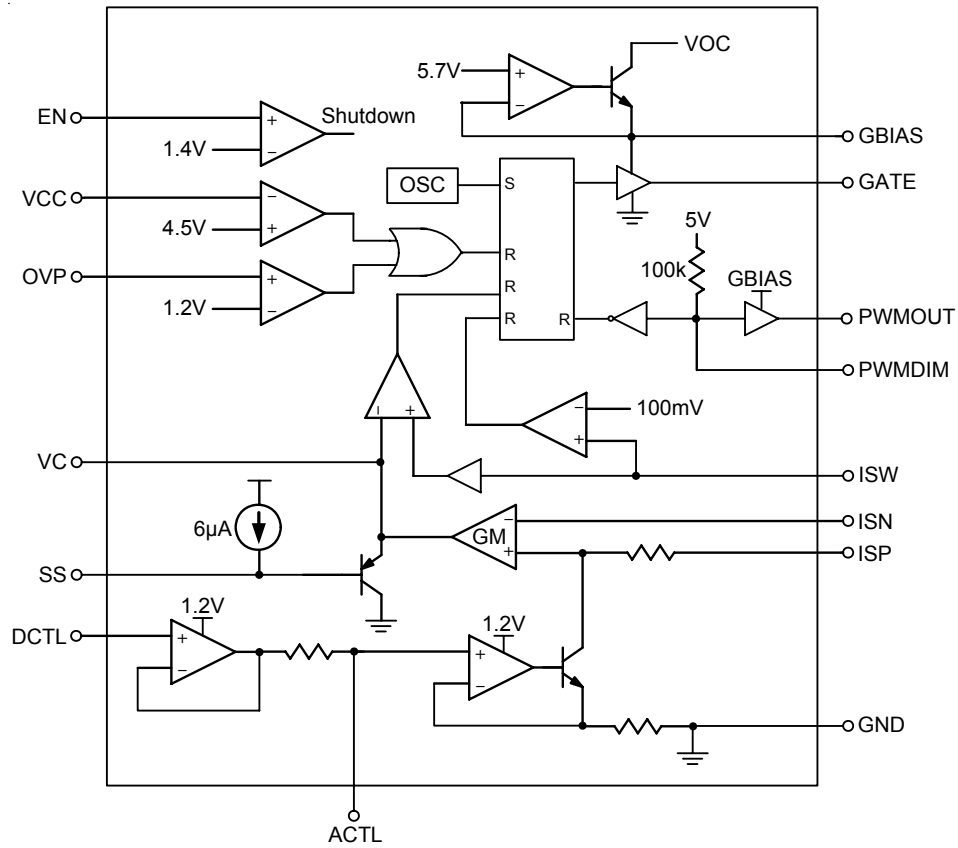 VOC
5.7V
+
−
EN
+
Shutdown
1.4V
−
GBIAS
OSC
S
GATE
VCC
−
4.5V
+
5V
R
100k
OVP
+
GBIAS
1.2V
−
R
R
R
PWMOUT
PWMDIM
−
+
−
100mV
+
VC
ISW
6µA
GM
−
+
ISN
ISP
SS
1.2V
1.2V
DCTL
+
−
+
−
GND
ACTL